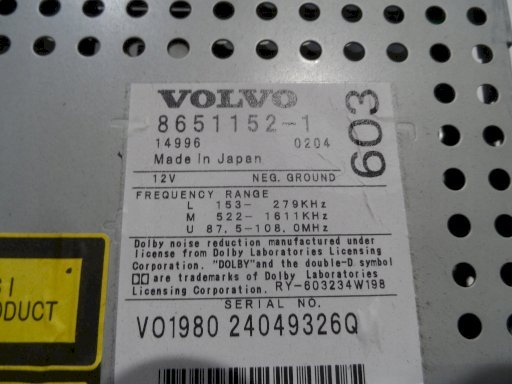 VOLVO
8651152-1
603
14996 0204
Made In Japan
12V NEG. GROUND
FREQUENCY RANGE
L 153- 279KHz
M 522-1611KHz
U 87.5-108.0MHz
Dolby noise reduction manufactured under
license from Dolby Laboratories Licensing
Corporation. "DOLBY"and the double-D symbol
are trademarks of Dolby Laboratories
Licensing Corporation. RY-603234W198
SERIAL NO.
VO1980 24049326Q